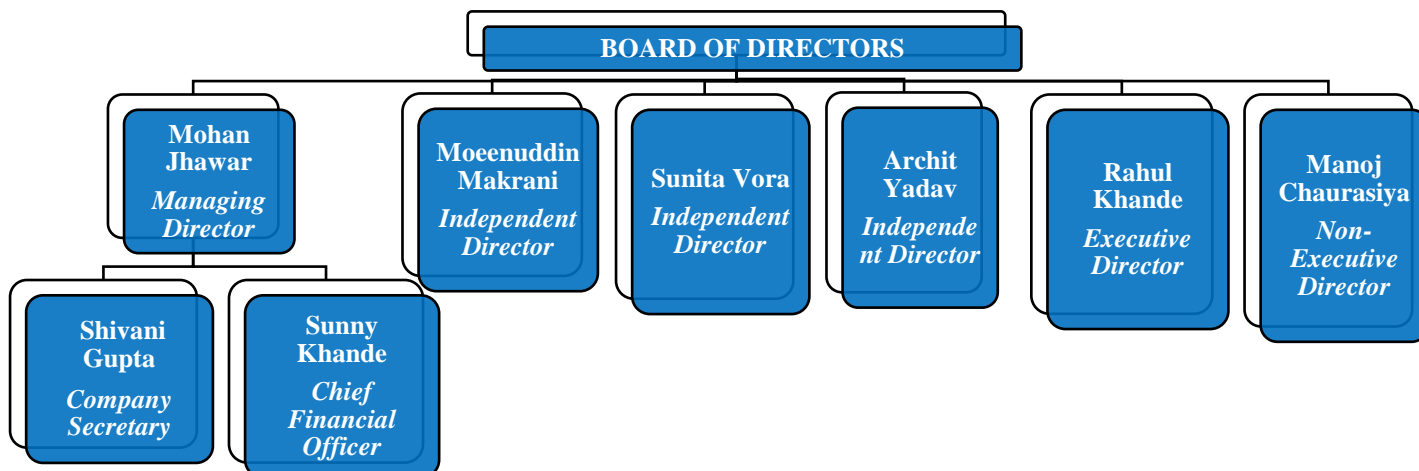 BOARD OF DIRECTORS
Mohan
Jhawar
Managing
Director
Moeenuddin
Makrani
Independent
Director
Sunita Vora
Independent
Director
Archit
Yadav
Independe
nt Director
Rahul
Khande
Executive
Director
Manoj
Chaurasiya
Non-
Executive
Director
Shivani
Gupta
Company
Secretary
Sunny
Khande
Chief
Financial
Officer